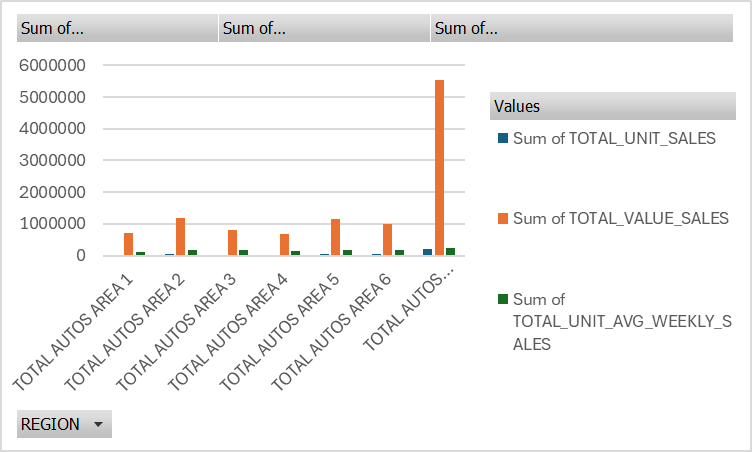 Sum of... Sum of... Sum of...
6000000
5000000
4000000
3000000
2000000
1000000
0
TOTAL AUTOS AREA 1
TOTAL AUTOS AREA 2
TOTAL AUTOS AREA 3
TOTAL AUTOS AREA 4
TOTAL AUTOS AREA 5
TOTAL AUTOS AREA 6
TOTAL AUTOS...
Values
Sum of TOTAL_UNIT_SALES
Sum of TOTAL_VALUE_SALES
Sum of
TOTAL_UNIT_AVG_WEEKLY_S
ALES
REGION